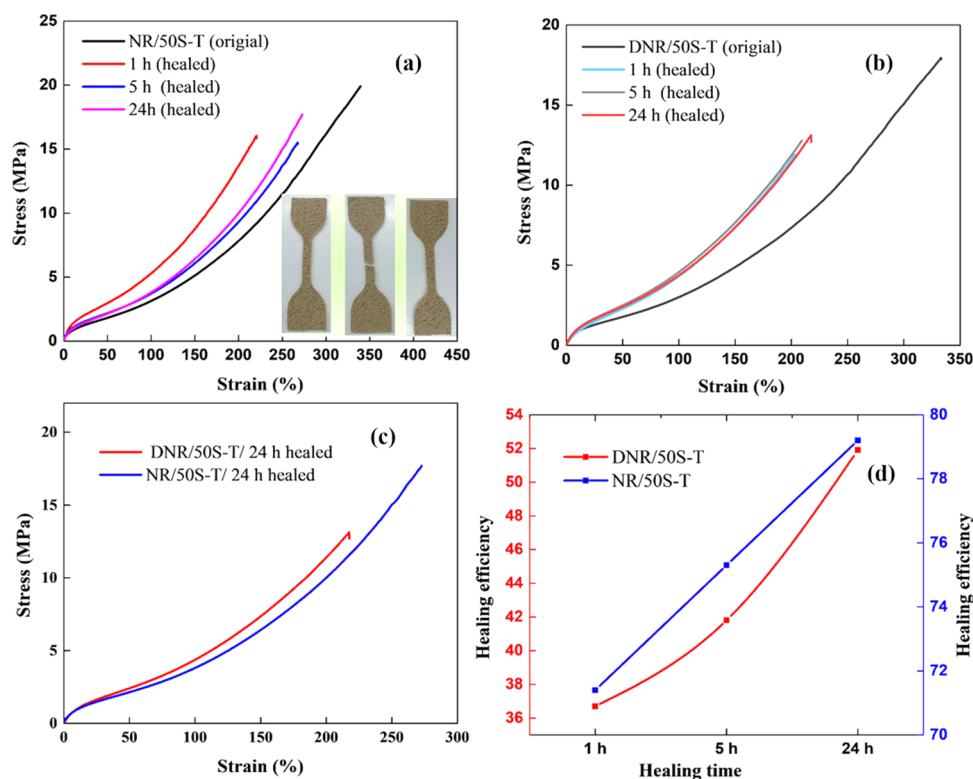 25
20
15
10
5
0
Stress (MPa)
NR/50S-T (origial)
1 h (healed)
5 h (healed)
24h (healed)
(a)
0 50 100 150 200 250 300 350 400 450
Strain (%)
20
16
12
8
4
0
Stress (MPa)
DNR/50S-T (origial)
1 h (healed)
5 h (healed)
24 h (healed)
(b)
0 50 100 150 200 250 300 350
Strain (%)
20
15
10
5
0
Stress (MPa)
(c)
DNR/50S-T/ 24 h healed
NR/50S-T/ 24 h healed
0 50 100 150 200 250 300
Strain (%)
54
52
50
48
46
44
42
40
38
36
Healing efficiency
DNR/50S-T
NR/50S-T
(d)
80
78
76
74
72
70
Healing efficiency
1 h 5 h 24 h
Healing time